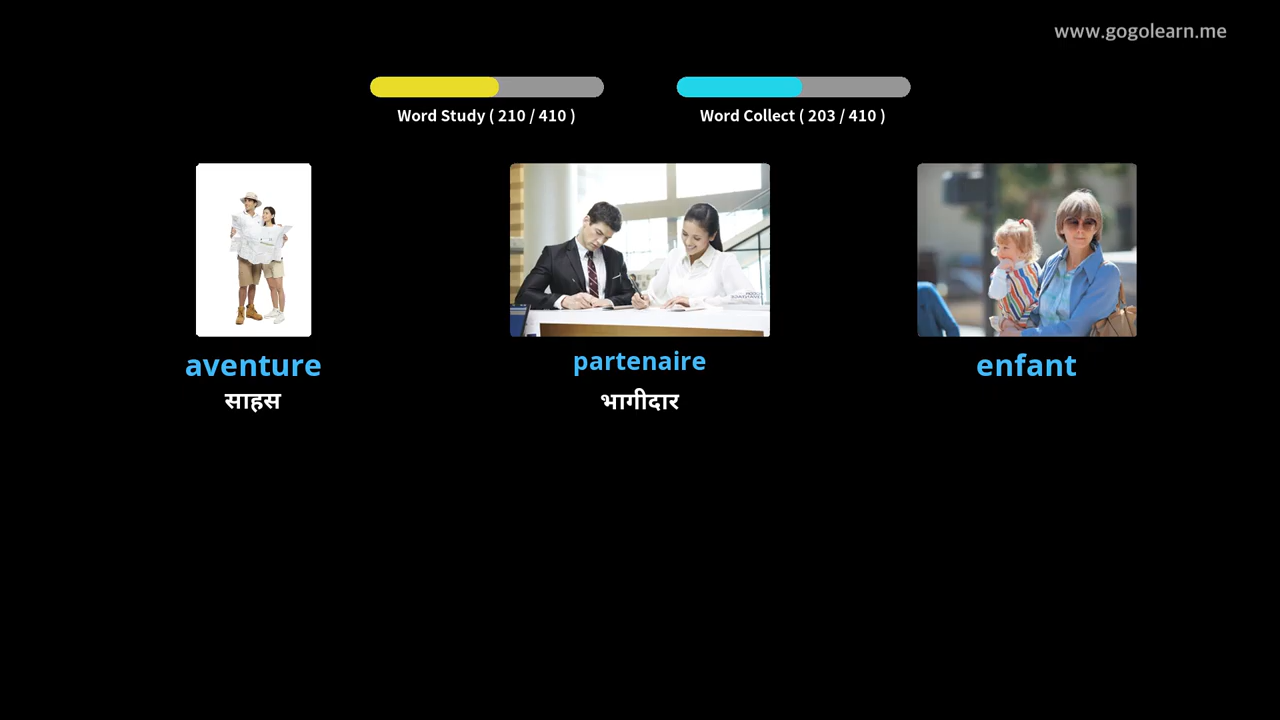 www.gogolearn.me
Word Study ( 210 / 410 )
Word Collect ( 203 / 410 )
aventure
partenaire
enfant
साहस
भागीदार